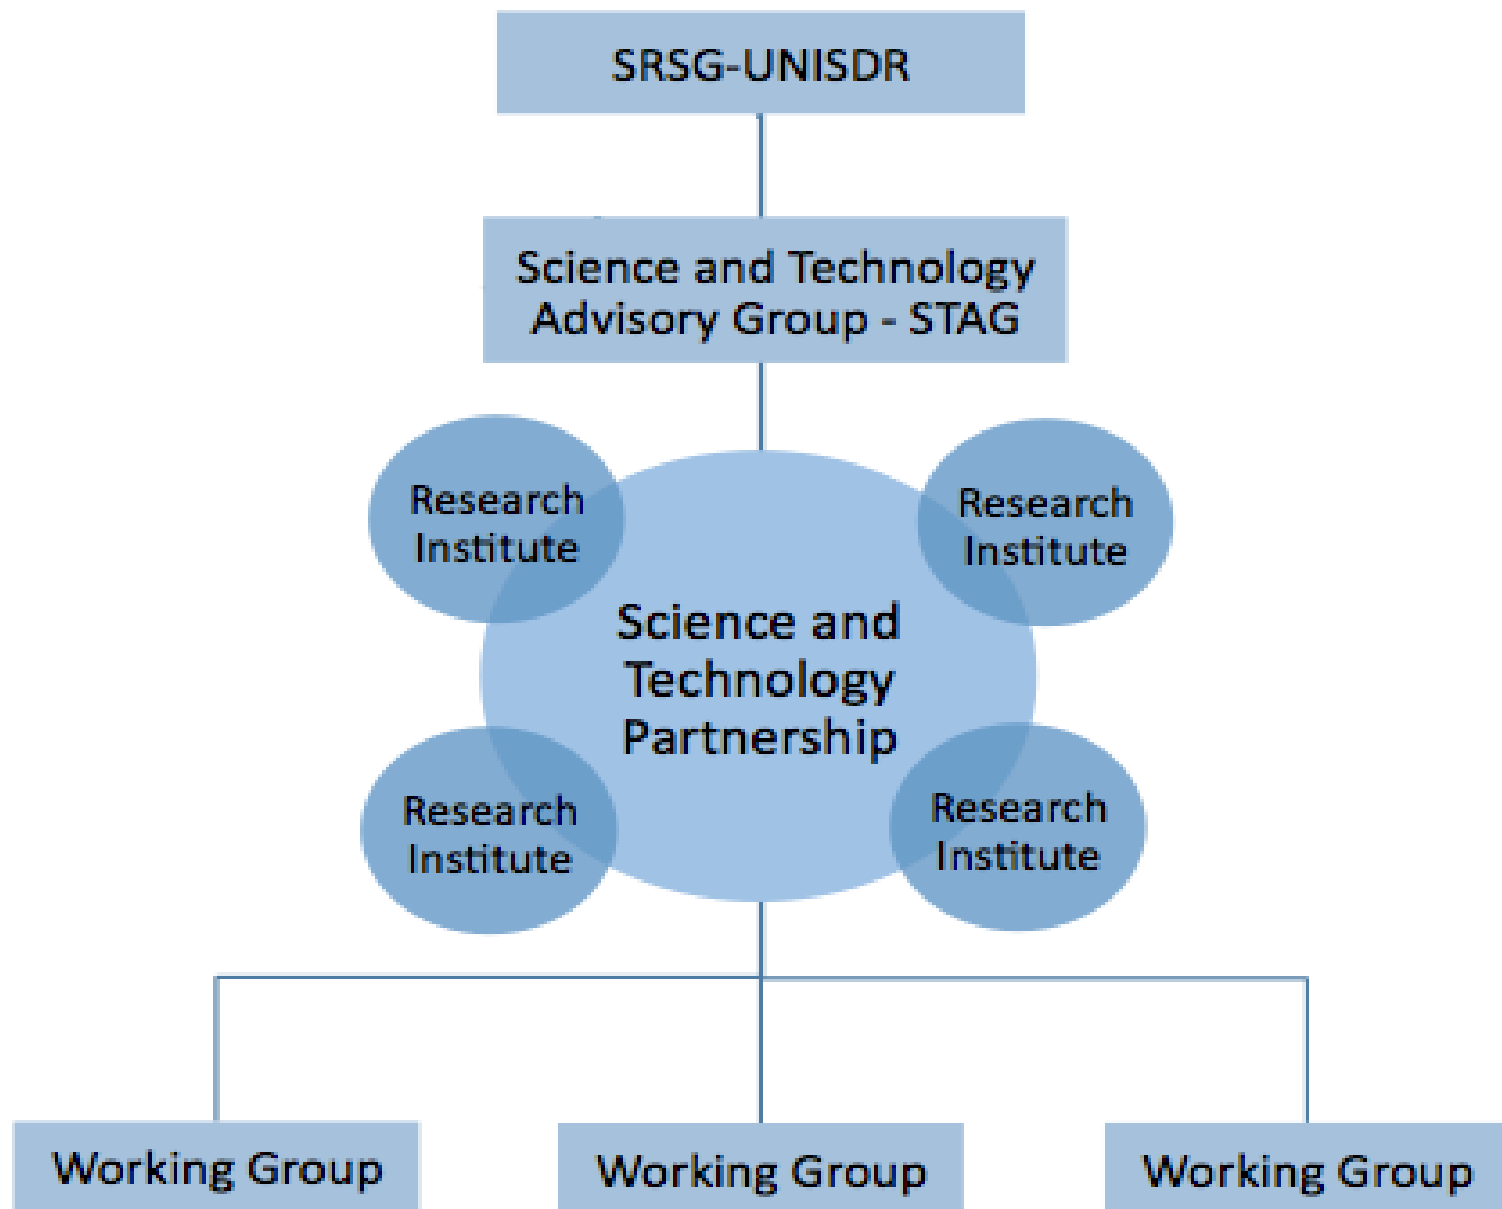 SRSG-UNISDR
Science and Technology
Advisory Group - STAG
Research
Institute
Research
Institute
Science and
Technology
Partnership
Research
Institute
Research
Institute
Working Group
Working Group
Working Group